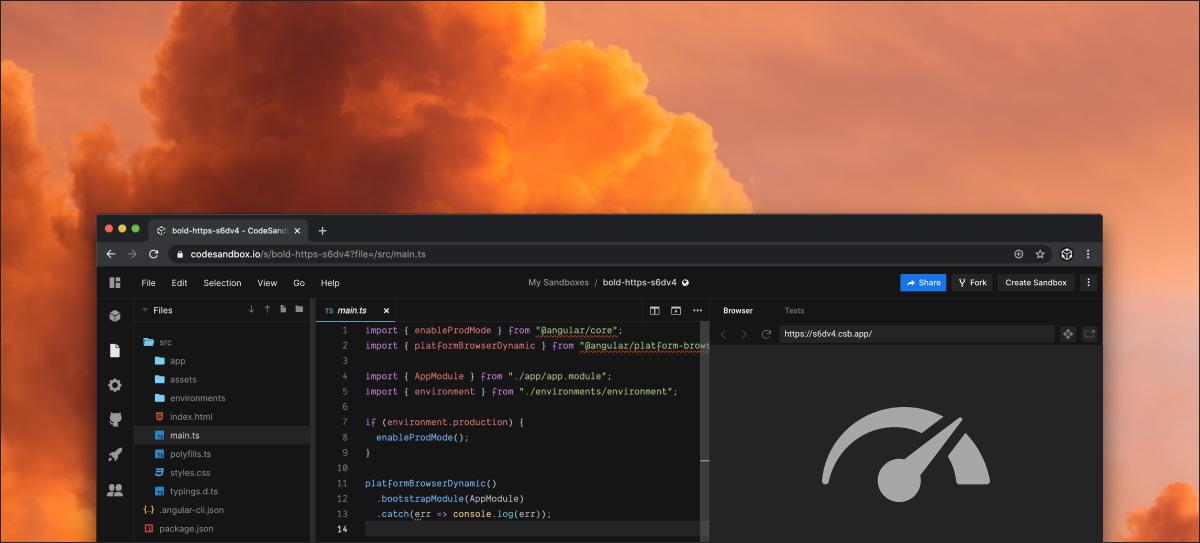 bold-https-s6dv4 - CodeSand
codesandbox.io/s/bold-https-s6dv4?file=/src/main.ts
File Edit Selection View Go Help
My Sandboxes / bold-https-s6dv4
Share Fork Create Sandbox
Files
src
app
assets
environments
index.html
main.ts
polyfills.ts
styles.css
typings.d.ts
.angular-cli.json
package.json
TS main.ts
1 import { enableProdMode } from "@angular/core";
2 import { platformBrowserDynamic } from "@angular/platform-brows
3
4 import { AppModule } from "./app/app.module";
5 import { environment } from "./environments/environment";
6
7 if (environment.production) {
8 enableProdMode();
9 }
10
11 platformBrowserDynamic()
12 .bootstrapModule(AppModule)
13 .catch(err => console.log(err));
14
Browser Tests
https://s6dv4.csb.app/